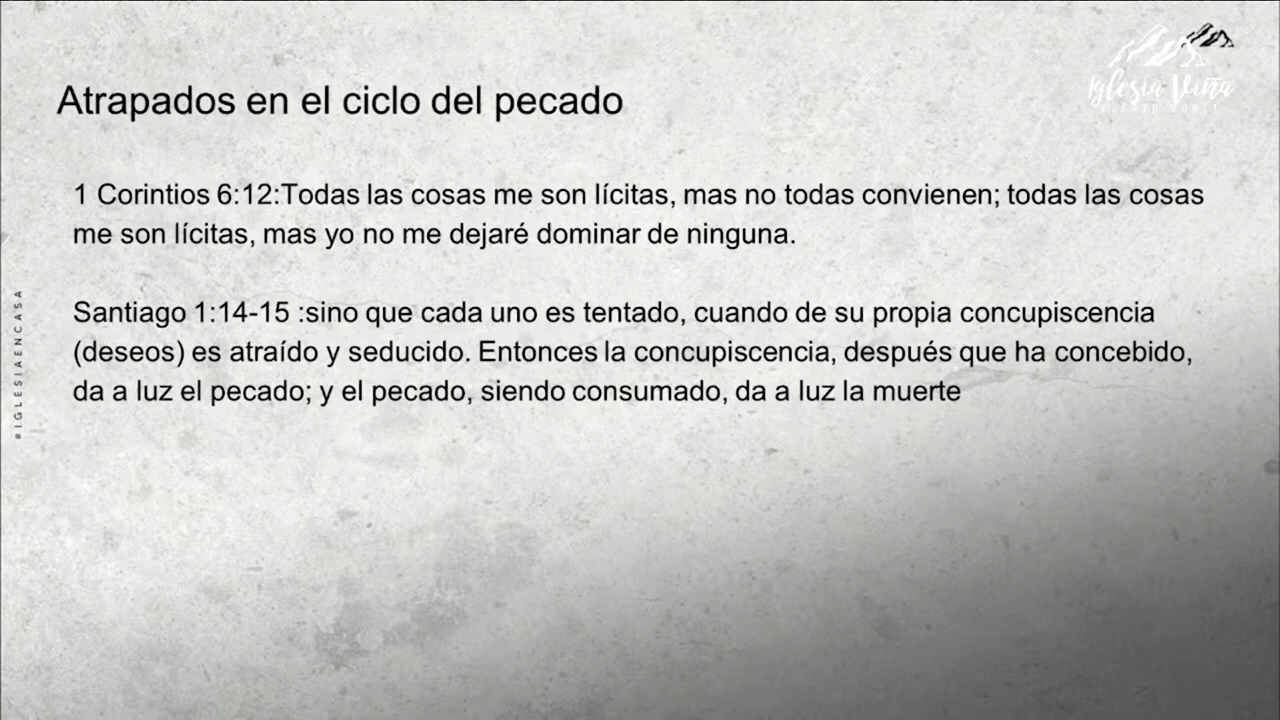 Iglesia Viña
Atrapados en el ciclo del pecado
1 Corintios 6:12:Todas las cosas me son lícitas, mas no todas convienen; todas las cosas
me son lícitas, mas yo no me dejaré dominar de ninguna.
Santiago 1:14-15 :sino que cada uno es tentado, cuando de su propia concupiscencia
(deseos) es atraído y seducido. Entonces la concupiscencia, después que ha concebido,
da a luz el pecado; y el pecado, siendo consumado, da a luz la muerte
#IGLESIAENCASA